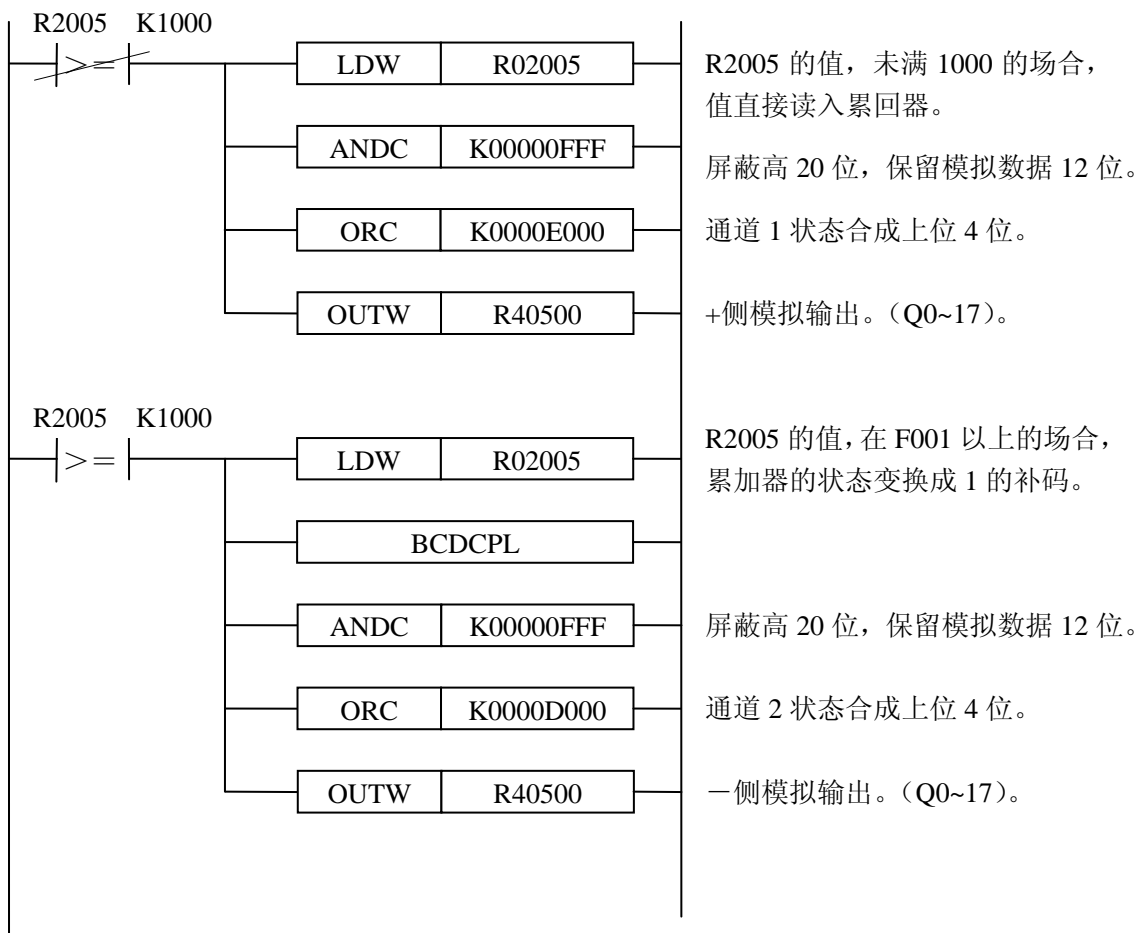 R2005 K1000
>=
LDW R02005
R2005 的值，未满 1000 的场合，
值直接读入累回器。
ANDC K00000FFF
屏蔽高 20 位，保留模拟数据 12 位。
ORC K0000E000
通道 1 状态合成上位 4 位。
OUTW R40500
+侧模拟输出。（Q0~17）。
R2005 K1000
>=
LDW R02005
R2005 的值，在 F001 以上的场合，
累加器的状态变换成 1 的补码。
BCDCPL
ANDC K00000FFF
屏蔽高 20 位，保留模拟数据 12 位。
ORC K0000D000
通道 2 状态合成上位 4 位。
OUTW R40500
－侧模拟输出。（Q0~17）。